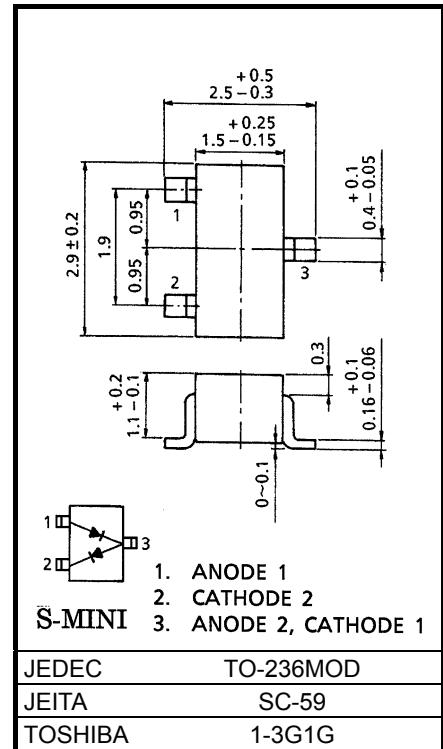 + 0.5
2.5 – 0.3
+ 0.25
1.5 – 0.15
2.9 ± 0.2
1.9
0.95
0.95
1
2
3
+ 0.1
0.4 – 0.05
+ 0.2
1.1 – 0.1
0.3
+ 0.1
0.16 – 0.06
0~0.1
1
2
3
1. ANODE 1
2. CATHODE 2
S-MINI 3. ANODE 2, CATHODE 1
JEDEC TO-236MOD
JEITA SC-59
TOSHIBA 1-3G1G